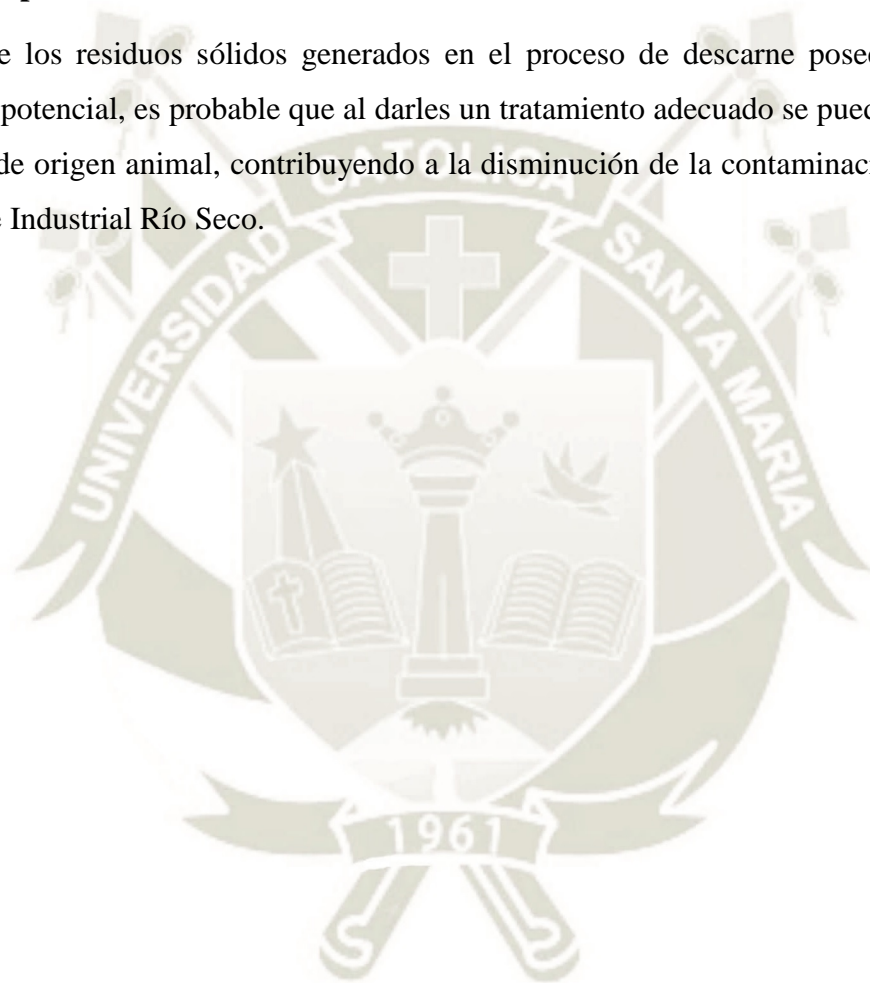 e los residuos sólidos generados en el proceso de descarne pose
potencial, es probable que al darles un tratamiento adecuado se pue
de origen animal, contribuyendo a la disminución de la contaminac
e Industrial Río Seco.
UNIVERSIDAD CATOLICA SANTA MARIA
1961